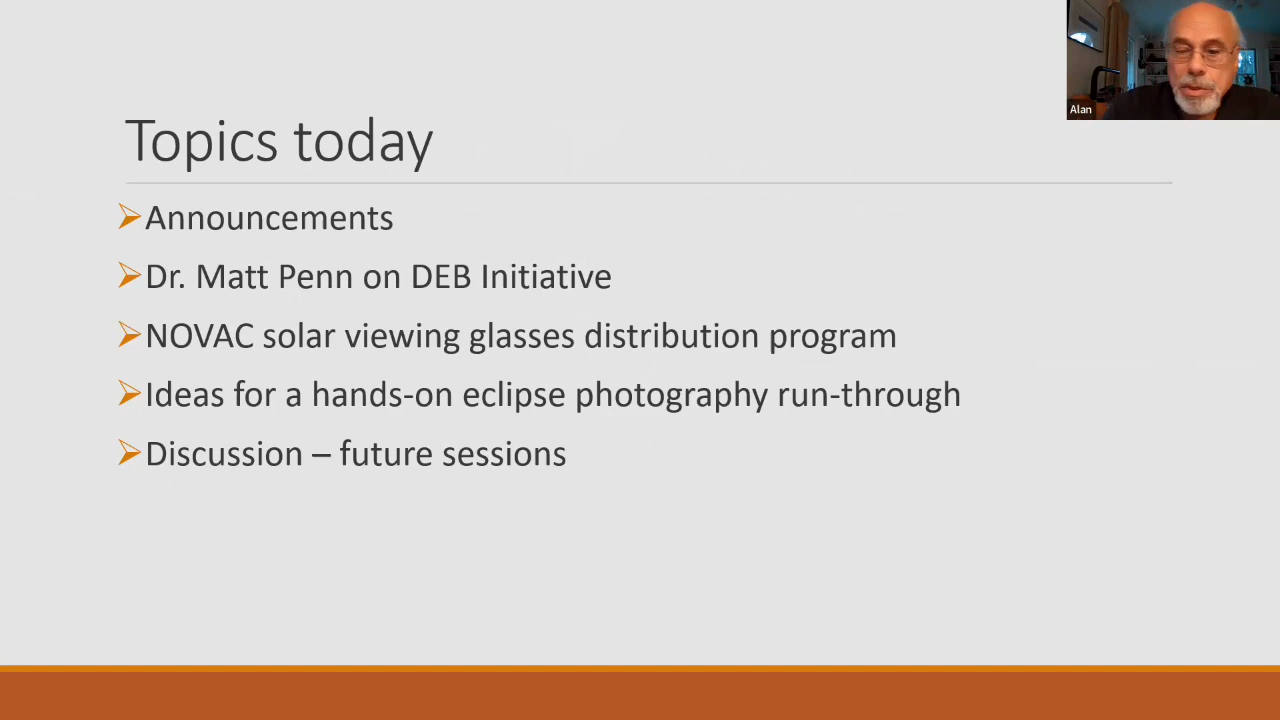 Alan
Topics today
Announcements
Dr. Matt Penn on DEB Initiative
NOVAC solar viewing glasses distribution program
Ideas for a hands-on eclipse photography run-through
Discussion – future sessions